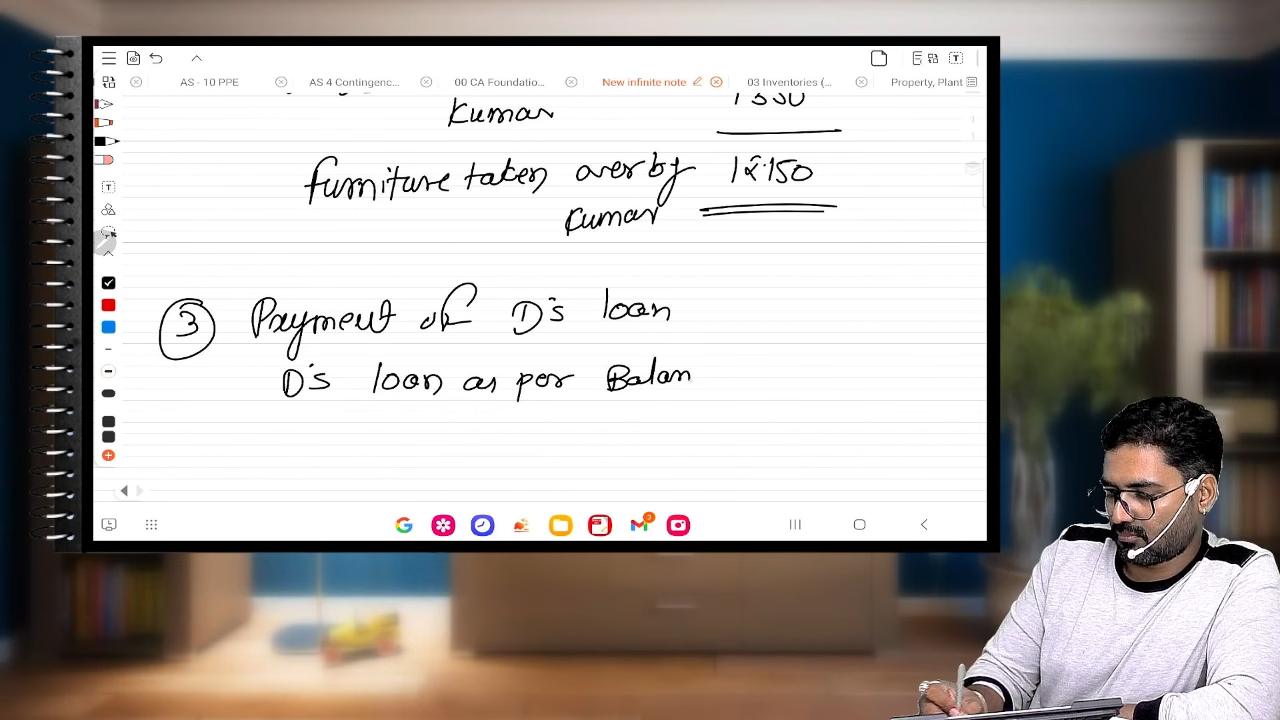 AS - 10 PPE
AS 4 Contingenc...
00 CA Foundatio...
New infinite note
03 Inventories (...
Property, Plant
Kumar
furniture taken over by 12150
Kumar
3 Payment of D's loan
D's loan as per Balan
3